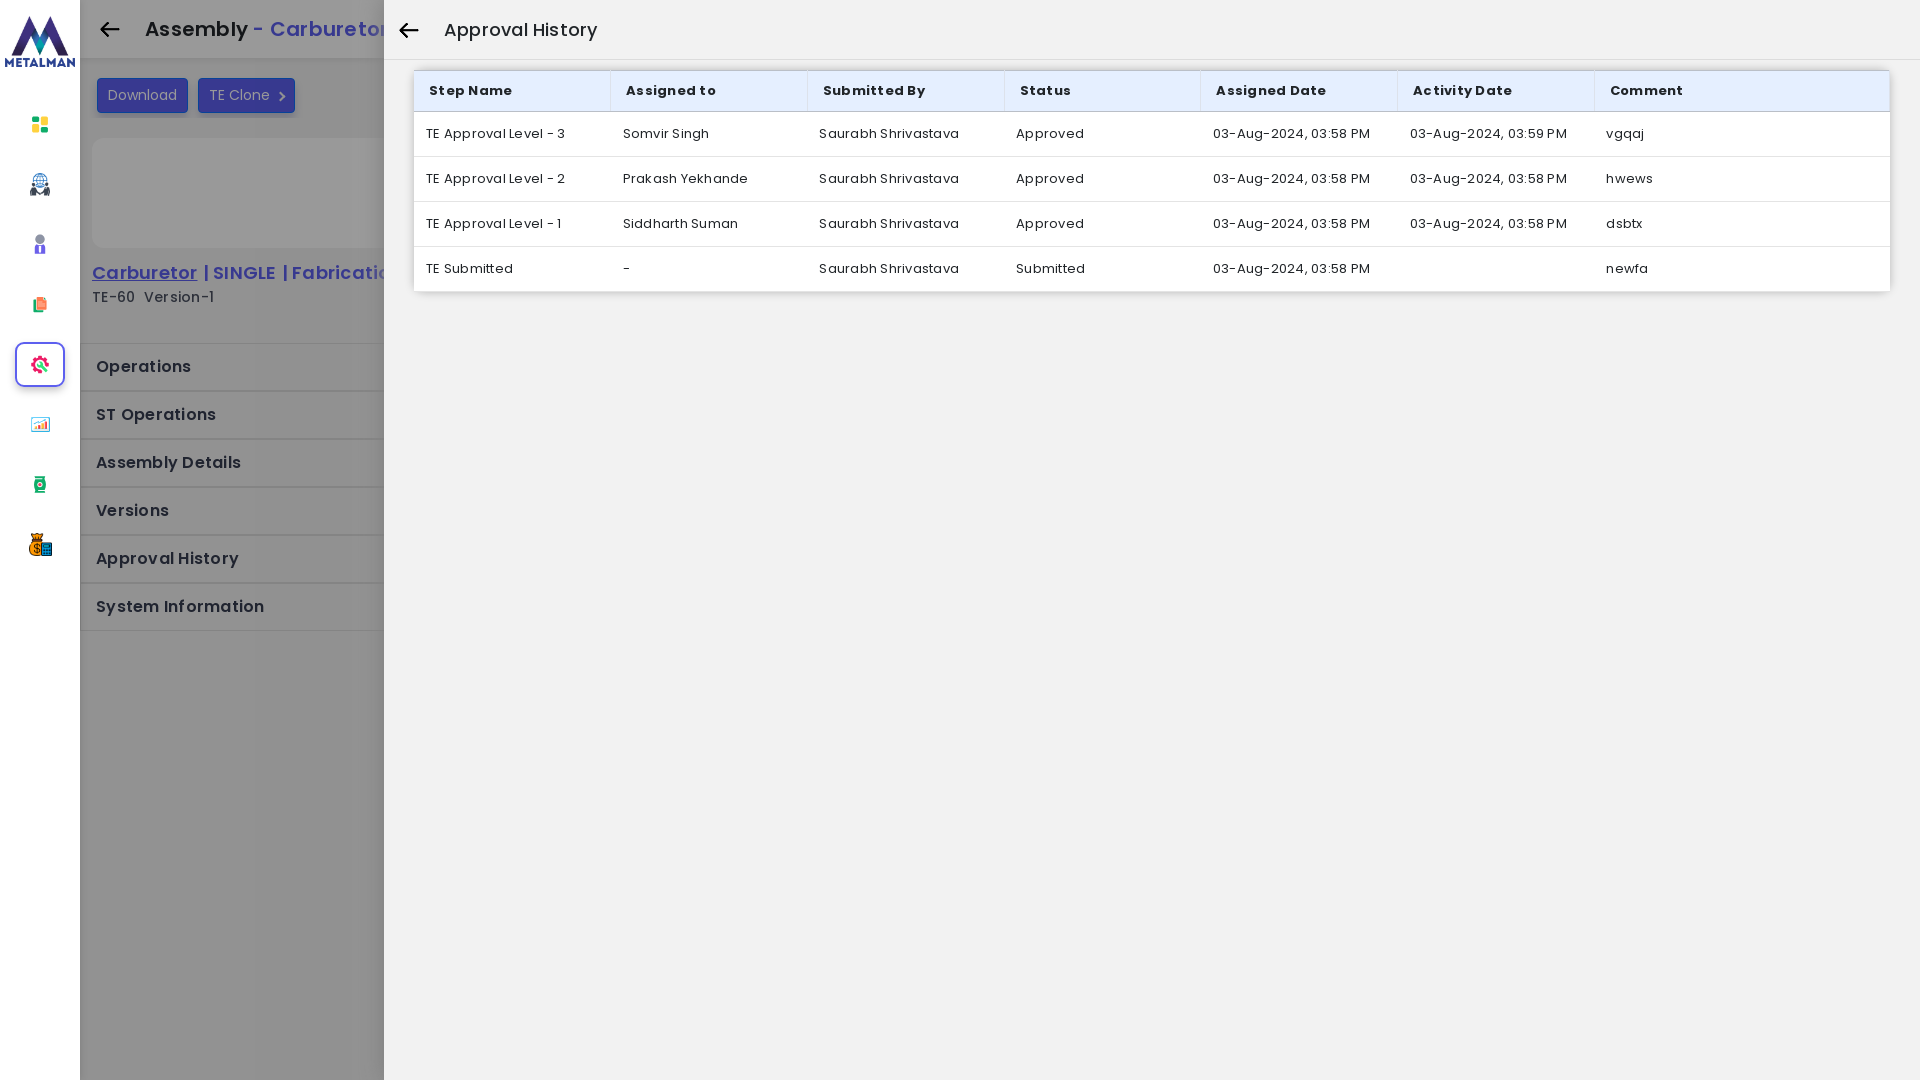 METALMAN
Assembly - Carburetor
Download
TE Clone
Carburetor | SINGLE | Fabricatio
TE-60 Version-1
Operations
ST Operations
Assembly Details
Versions
Approval History
System Information
Approval History
Step Name Assigned to Submitted By Status Assigned Date Activity Date Comment
TE Approval Level - 3 Somvir Singh Saurabh Shrivastava Approved 03-Aug-2024, 03:58 PM 03-Aug-2024, 03:59 PM vgqaj
TE Approval Level - 2 Prakash Yekhande Saurabh Shrivastava Approved 03-Aug-2024, 03:58 PM 03-Aug-2024, 03:58 PM hwews
TE Approval Level - 1 Siddharth Suman Saurabh Shrivastava Approved 03-Aug-2024, 03:58 PM 03-Aug-2024, 03:58 PM dsbtx
TE Submitted - Saurabh Shrivastava Submitted 03-Aug-2024, 03:58 PM newfa